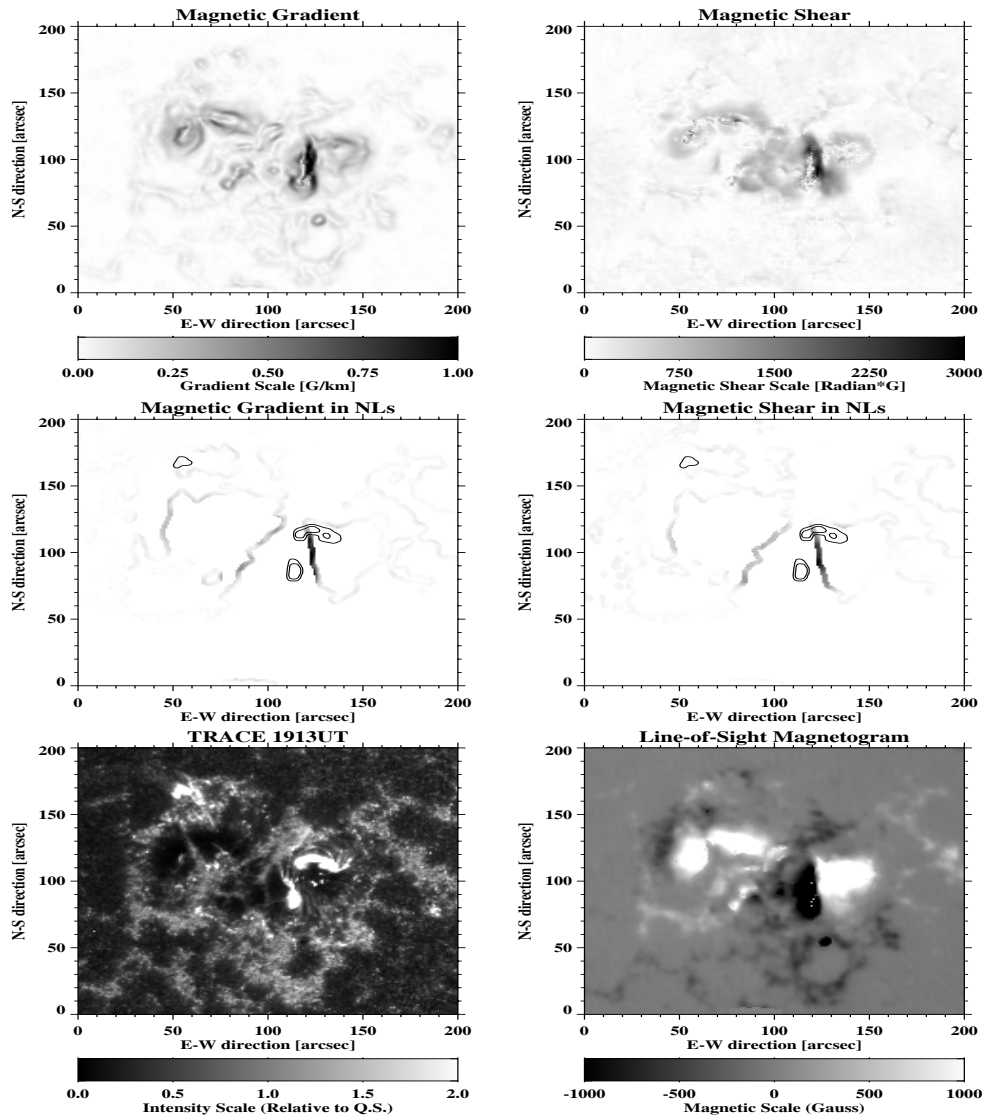 Magnetic Gradient
Magnetic Shear
200
150
100
50
0
N-S direction [arcsec]
0 50 100 150 200
E-W direction [arcsec]
200
150
100
50
0
N-S direction [arcsec]
0 50 100 150 200
E-W direction [arcsec]
0.00 0.25 0.50 0.75 1.00
Gradient Scale [G/km]
0 750 1500 2250 3000
Magnetic Shear Scale [Radian*G]
Magnetic Gradient in NLs
Magnetic Shear in NLs
200
150
100
50
0
N-S direction [arcsec]
0 50 100 150 200
E-W direction [arcsec]
200
150
100
50
0
N-S direction [arcsec]
0 50 100 150 200
E-W direction [arcsec]
TRACE 1913UT
Line-of-Sight Magnetogram
200
150
100
50
0
N-S direction [arcsec]
0 50 100 150 200
E-W direction [arcsec]
200
150
100
50
0
N-S direction [arcsec]
0 50 100 150 200
E-W direction [arcsec]
0.0 0.5 1.0 1.5 2.0
Intensity Scale (Relative to Q.S.)
-1000 -500 0 500 1000
Magnetic Scale (Gauss)